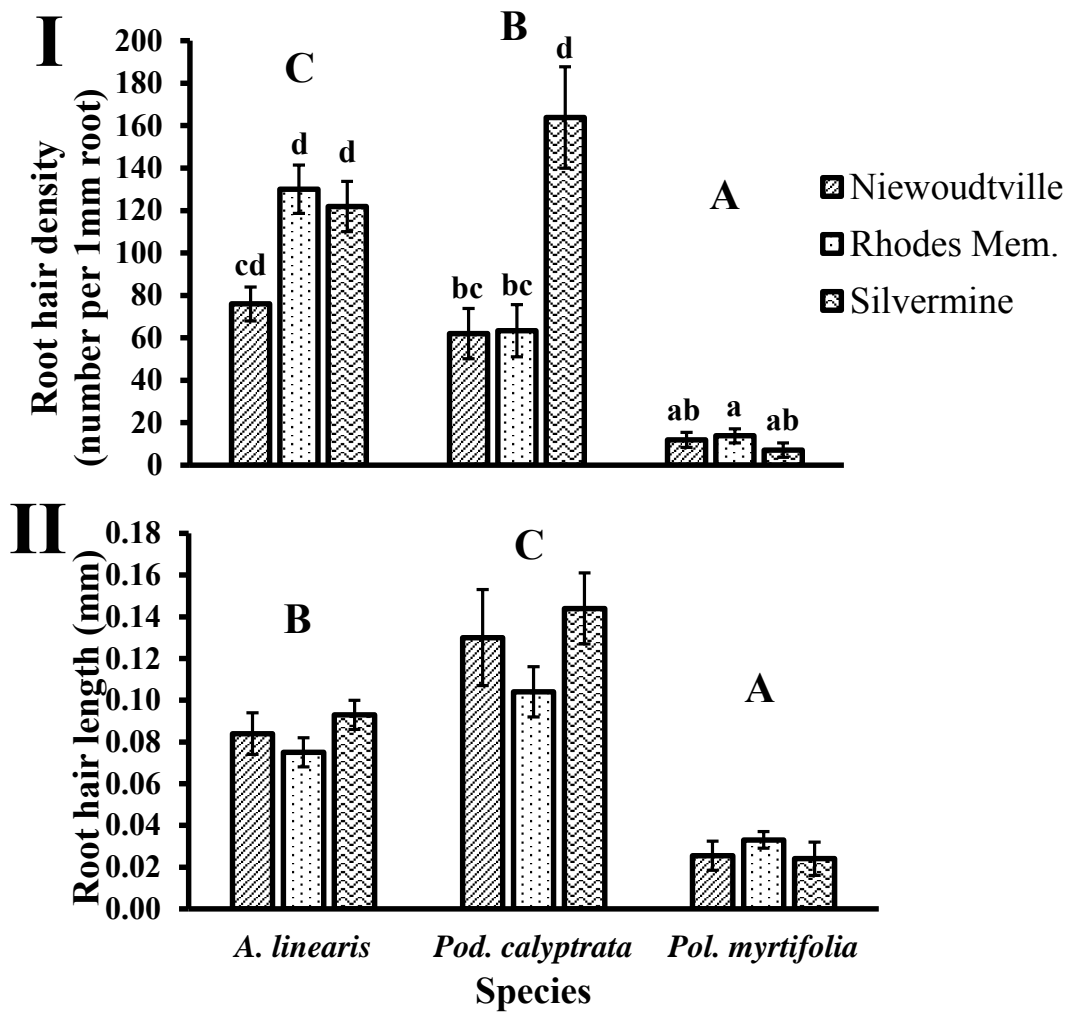 I
B
C
A
Root hair density
(number per 1mm root)
200
180
160
140
120
100
80
60
40
20
0
cd d d
bc bc d
ab a ab
Niewoudtville
Rhodes Mem.
Silvermine
II
C
B
A
Root hair length (mm)
0.18
0.16
0.14
0.12
0.10
0.08
0.06
0.04
0.02
0.00
A. linearis Pod. calyptrata Pol. myrtifolia
Species